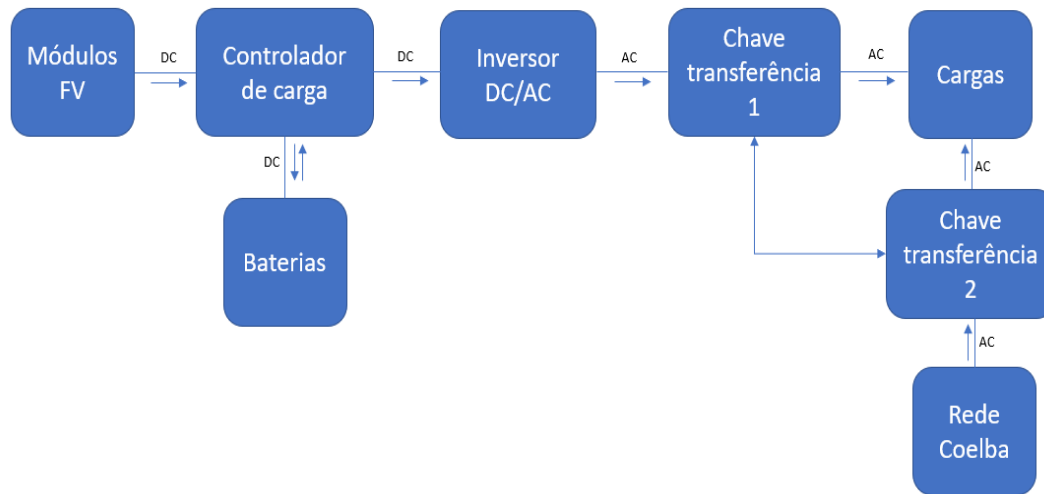 Módulos
FV
DC
Controlador
de carga
DC
Inversor
DC/AC
AC
Chave
transferência
1
AC
Cargas
DC
AC
Baterias
Chave
transferência
2
AC
Rede
Coelba